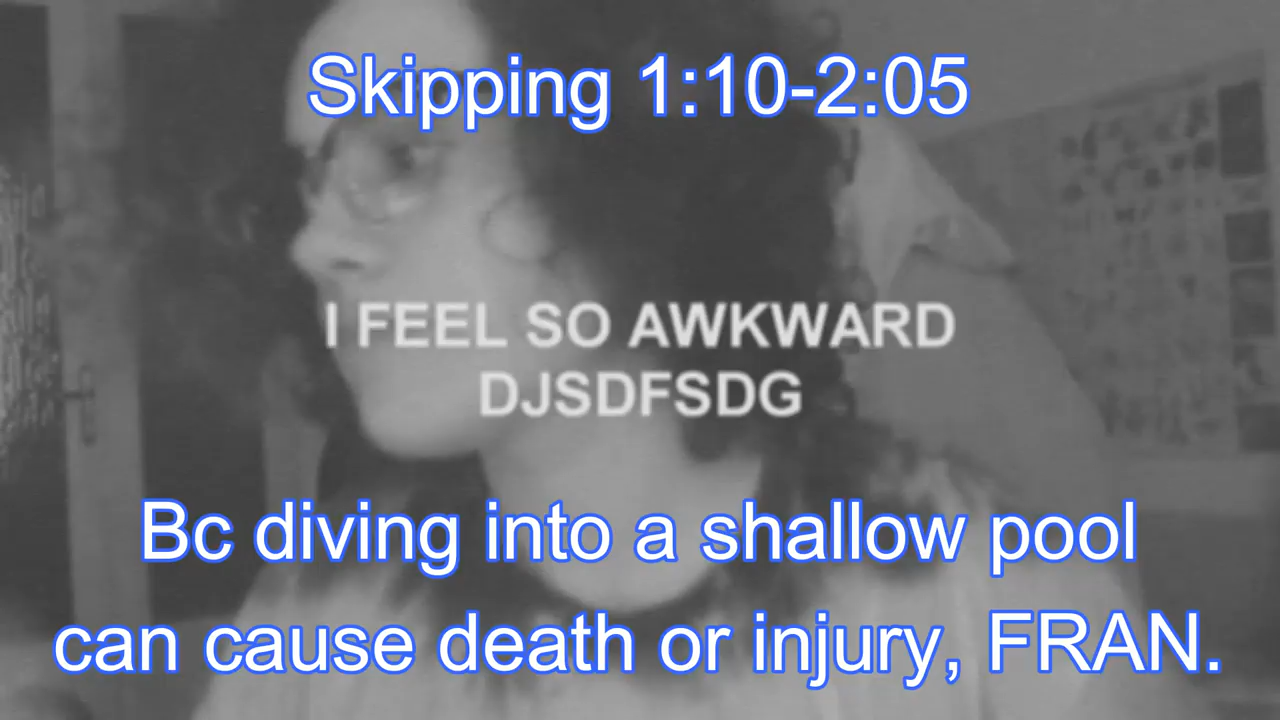 Skipping 1:10-2:05
I FEEL SO AWKWARD
DJSDFSDG
Bc diving into a shallow pool
can cause death or injury, FRAN.